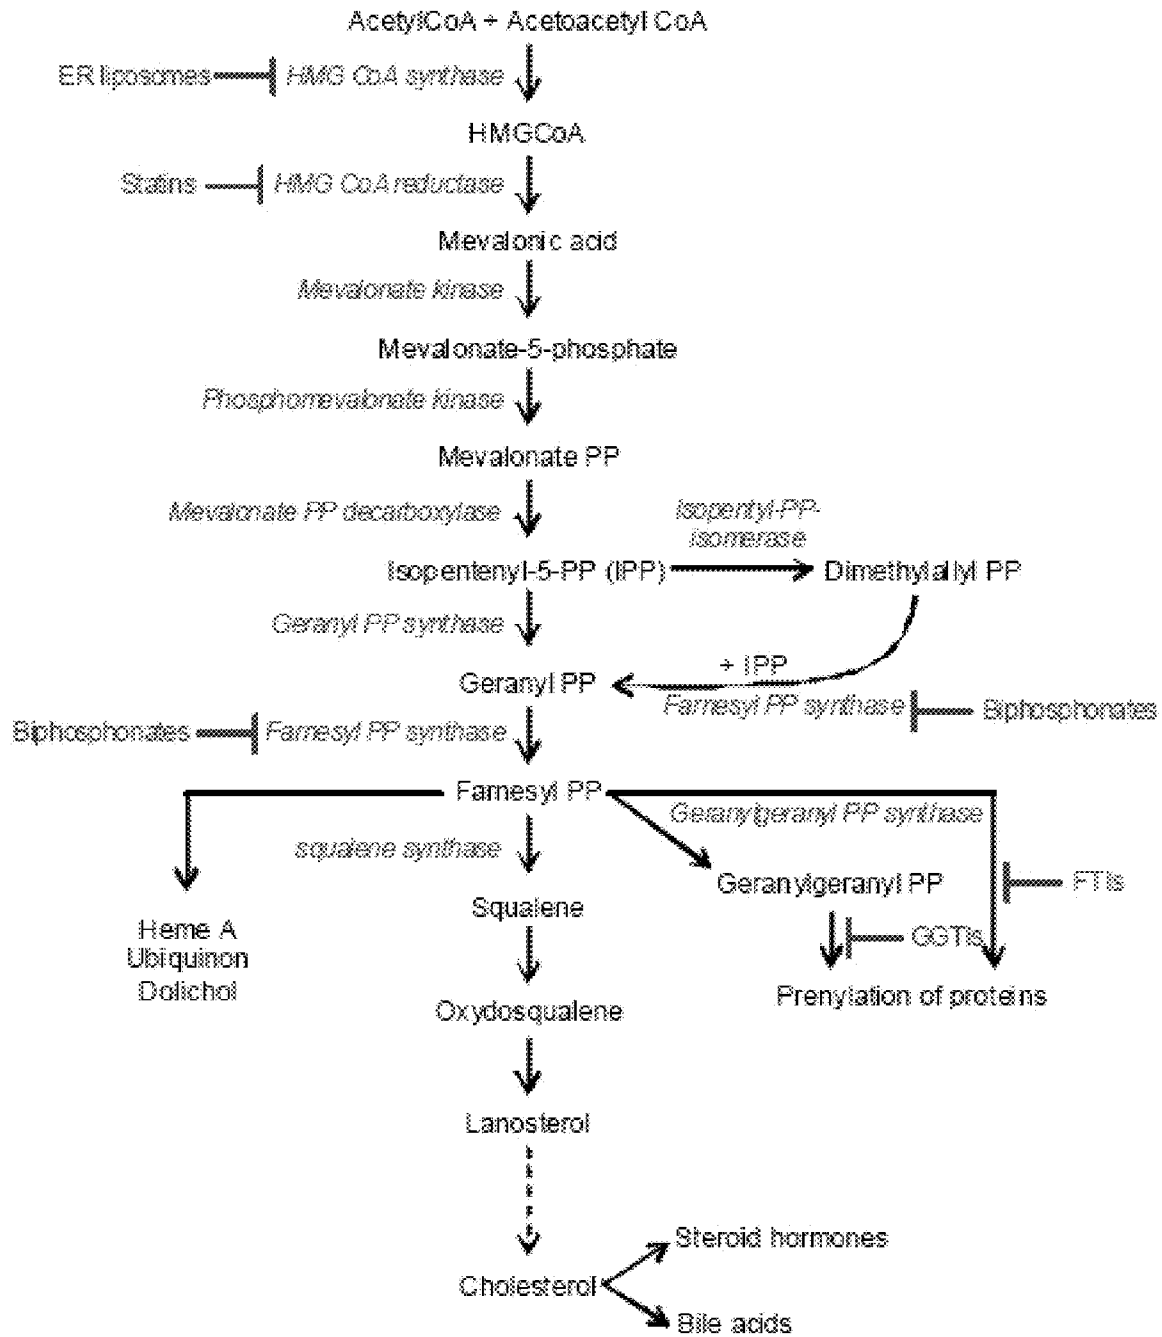 AcetylCoA + Acetoacetyl CoA
ER liposomes
HMG CoA synthase
HMGCoA
Statins
HMG CoA reductase
Mevalonic acid
Mevalonate kinase
Mevalonate-5-phosphate
Phosphomevalonate kinase
Mevalonate PP
Mevalonate PP decarboxylase
Isopentyl-PP-
isomerase
Isopentenyl-5-PP (IPP)
Dimethylallyl PP
Geranyl PP synthase
+ IPP
Geranyl PP
Farnesyl PP synthase
Biphosphonates
Biphosphonates
Farnesyl PP synthase
Farnesyl PP
Geranylgeranyl PP synthase
squalene synthase
Geranylgeranyl PP
FTIs
Squalene
Heme A
Ubiquinon
Dolichol
GGTIs
Prenylation of proteins
Oxydosqualene
Lanosterol
Steroid hormones
Cholesterol
Bile acids